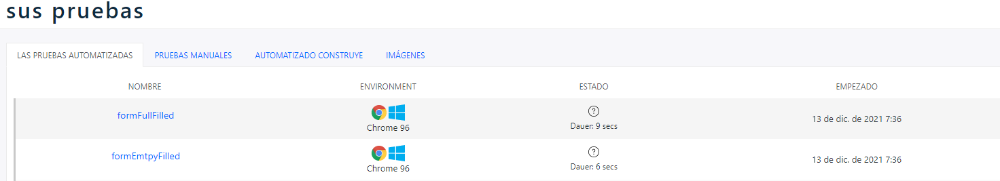 sus pruebas
LAS PRUEBAS AUTOMATIZADAS PRUEBAS MANUALES AUTOMATIZADO CONSTRUYE IMÁGENES
NOMBRE ENVIRONMENT ESTADO EMPEZADO
formFullFilled
Chrome 96
?
Dauer: 9 secs
13 de dic. de 2021 7:36
formEmtpyFilled
Chrome 96
?
Dauer: 6 secs
13 de dic. de 2021 7:36